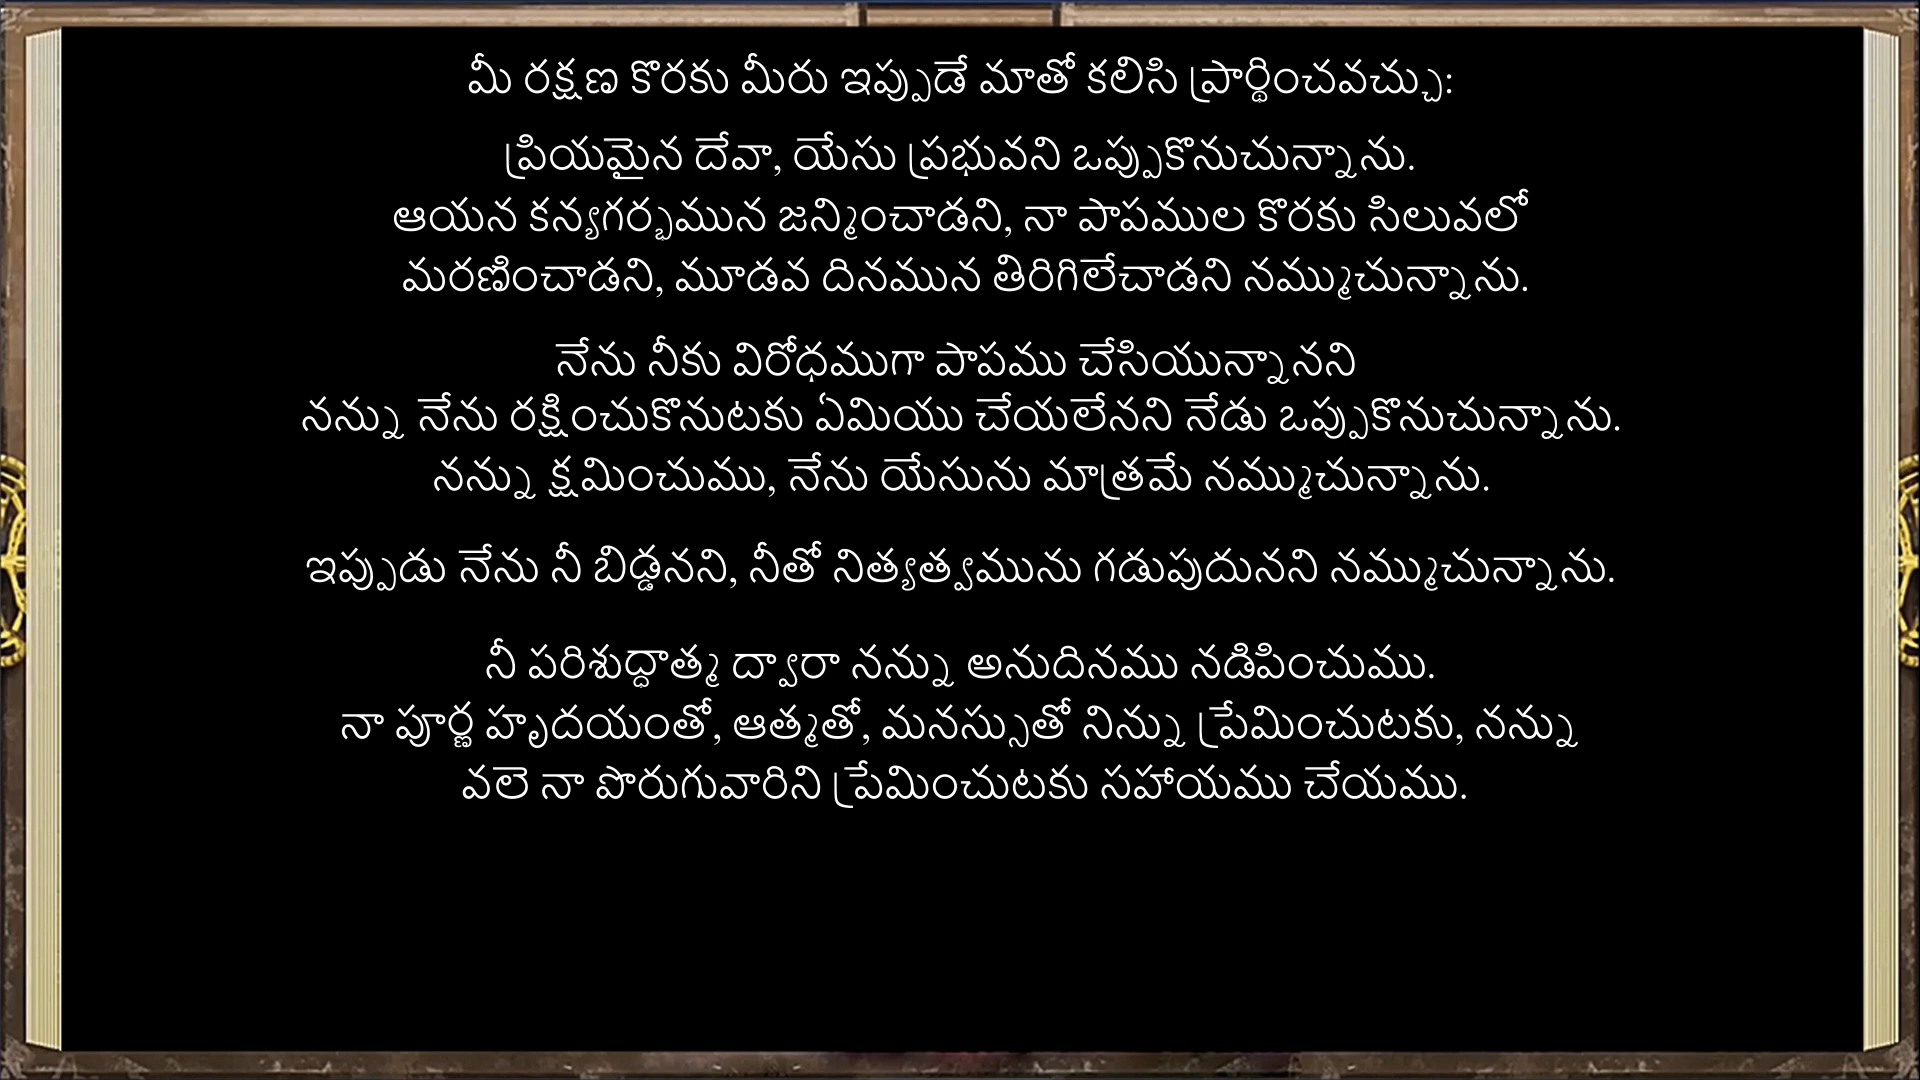 మీ రక్షణ కొరకు మీరు ఇప్పుడే మాతో కలిసి ప్రార్థించవచ్చు:
ప్రియమైన దేవా, యేసు ప్రభువని ఒప్పుకొనుచున్నాను.
ఆయన కన్యగర్భమున జన్మించాడని, నా పాపముల కొరకు సిలువలో
మరణించాడని, మూడవ దినమున తిరిగిలేచాడని నమ్ముచున్నాను.
నేను నీకు విరోధముగా పాపము చేసియున్నానని
నన్ను నేను రక్షించుకొనుటకు ఏమియు చేయలేనని నేడు ఒప్పుకొనుచున్నాను.
నన్ను క్షమించుము, నేను యేసును మాత్రమే నమ్ముచున్నాను.
ఇప్పుడు నేను నీ బిడ్డనని, నీతో నిత్యత్వమును గడుపుదునని నమ్ముచున్నాను.
నీ పరిశుద్ధాత్మ ద్వారా నన్ను అనుదినము నడిపించుము.
నా పూర్ణ హృదయంతో, ఆత్మతో, మనస్సుతో నిన్ను ప్రేమించుటకు, నన్ను
వలె నా పొరుగువారిని ప్రేమించుటకు సహాయము చేయము.